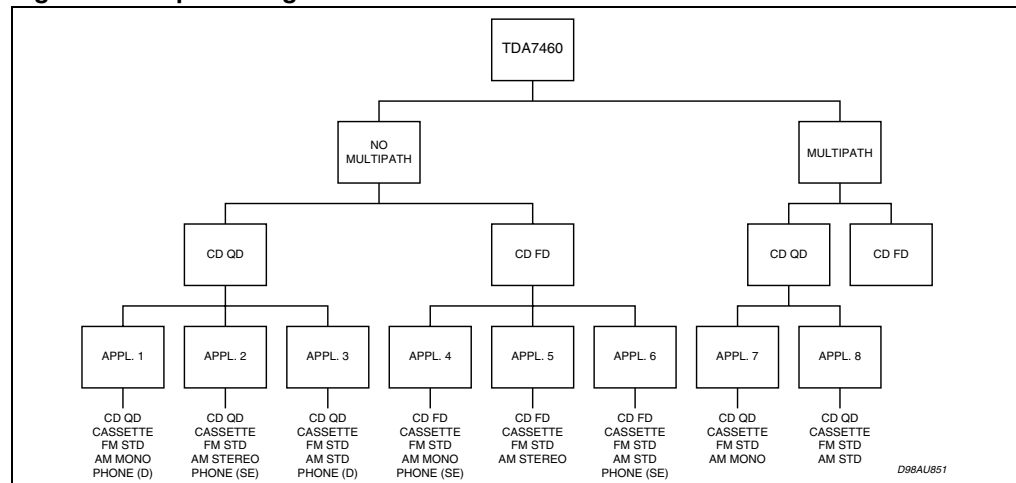 TDA7460
NO
MULTIPATH
MULTIPATH
CD QD
CD FD
CD QD
CD FD
APPL. 1
APPL. 2
APPL. 3
APPL. 4
APPL. 5
APPL. 6
APPL. 7
APPL. 8
CD QD
CASSETTE
FM STD
AM MONO
PHONE (D)
CD QD
CASSETTE
FM STD
AM STEREO
PHONE (SE)
CD QD
CASSETTE
FM STD
AM STD
PHONE (D)
CD FD
CASSETTE
FM STD
AM MONO
PHONE (SE)
CD FD
CASSETTE
FM STD
AM STEREO
CD FD
CASSETTE
FM STD
AM STD
PHONE (SE)
CD QD
CASSETTE
FM STD
AM MONO
CD QD
CASSETTE
FM STD
AM STD
D98AU851